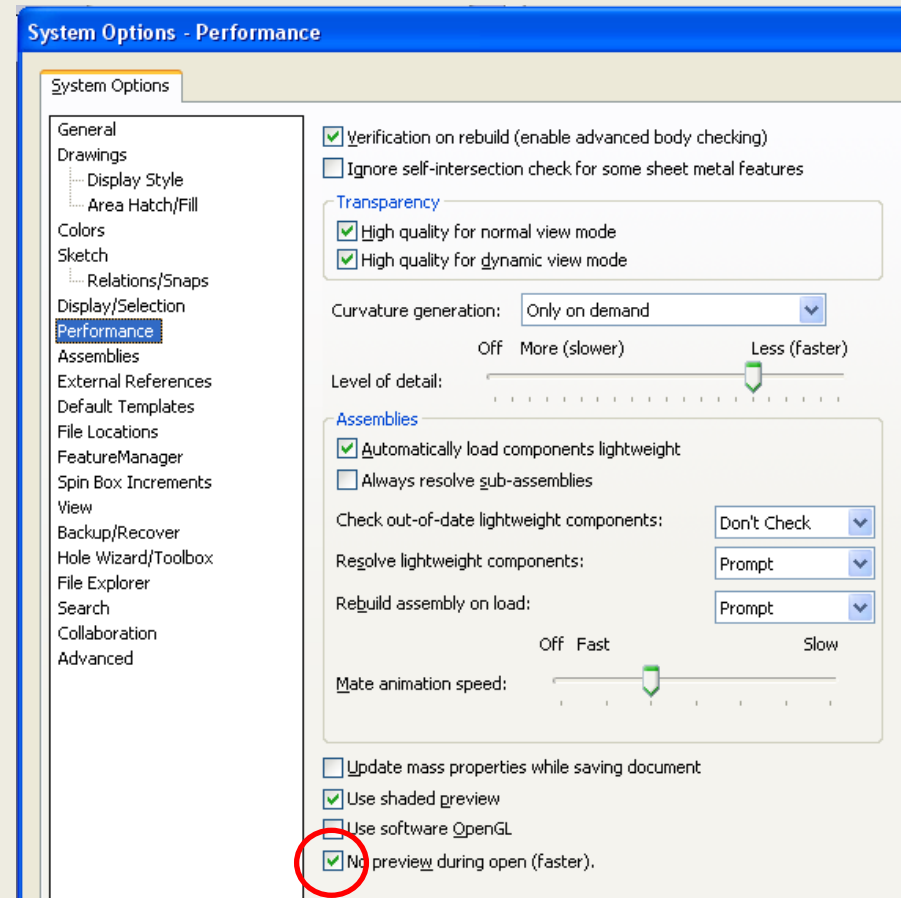 System Options - Performance
System Options
General
Drawings
Display Style
Area Hatch/Fill
Colors
Sketch
Relations/Snaps
Display/Selection
Performance
Assemblies
External References
Default Templates
File Locations
FeatureManager
Spin Box Increments
View
Backup/Recover
Hole Wizard/Toolbox
File Explorer
Search
Collaboration
Advanced
Verification on rebuild (enable advanced body checking)
Ignore self-intersection check for some sheet metal features
Transparency
High quality for normal view mode
High quality for dynamic view mode
Curvature generation: Only on demand
Off More (slower) Less (faster)
Level of detail:
Assemblies
Automatically load components lightweight
Always resolve sub-assemblies
Check out-of-date lightweight components: Don't Check
Resolve lightweight components: Prompt
Rebuild assembly on load: Prompt
Off Fast Slow
Mate animation speed:
Update mass properties while saving document
Use shaded preview
Use software OpenGL
No preview during open (faster).